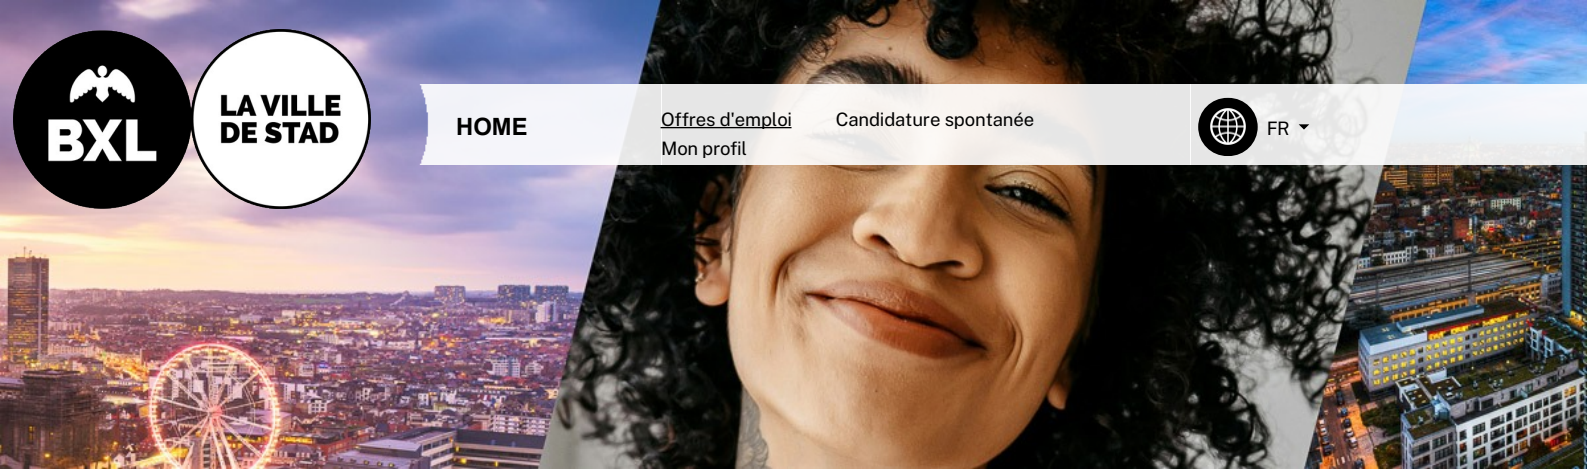 BXL
LA VILLE
DE STAD
HOME
Offres d'emploi Candidature spontanée
Mon profil
FR